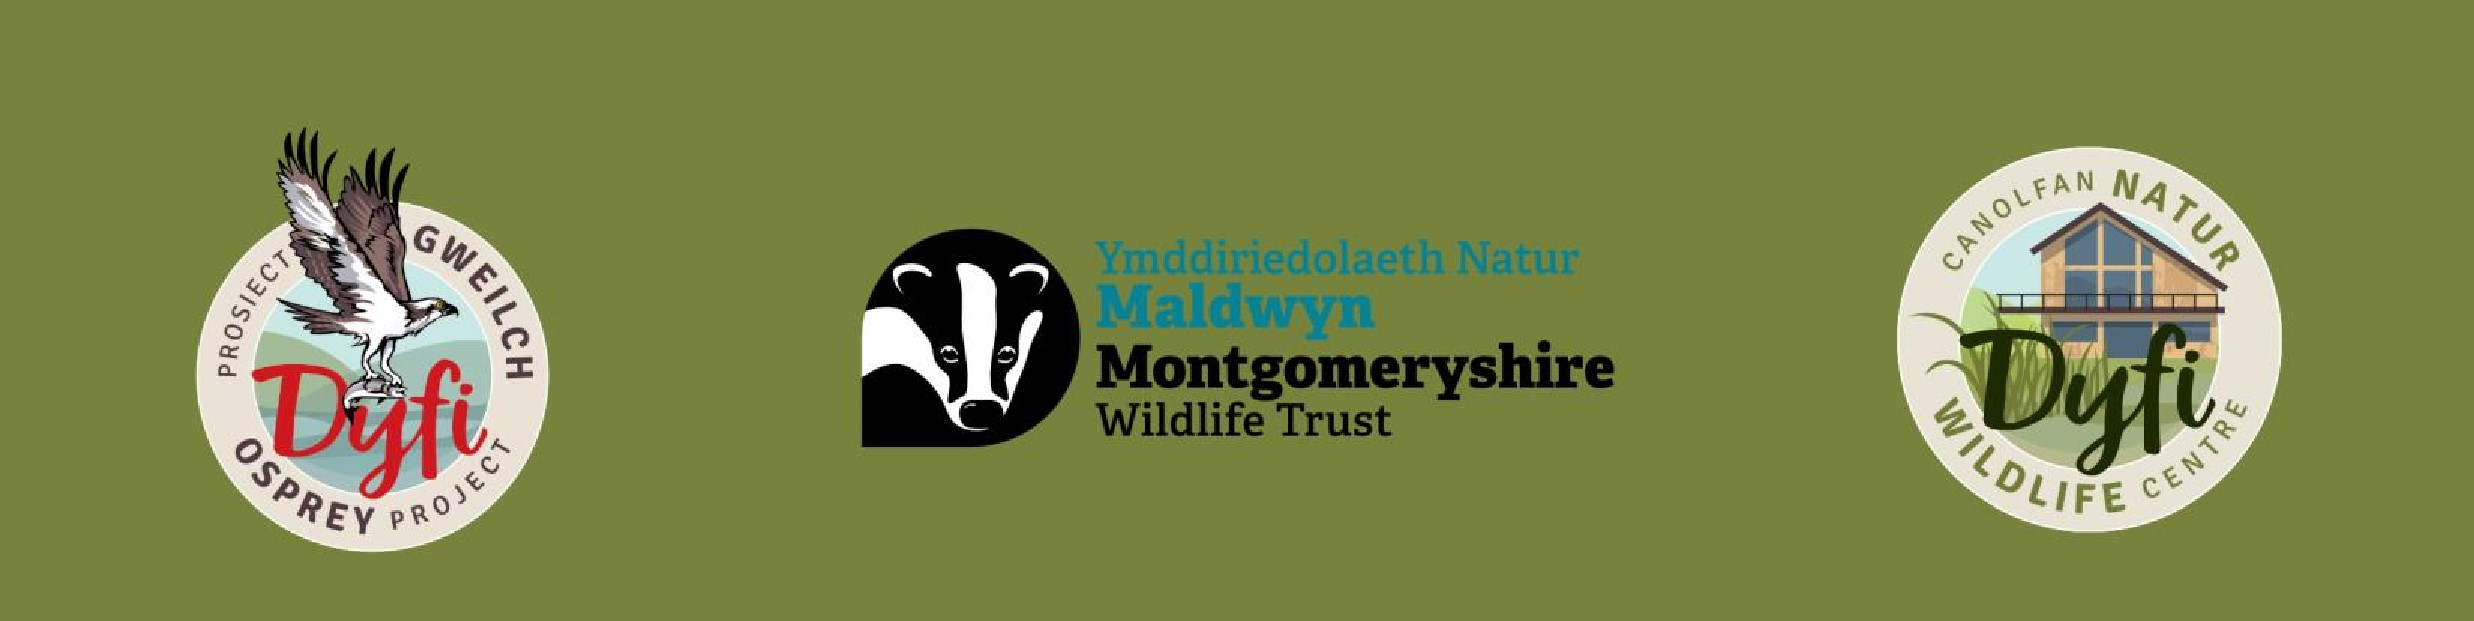 PROSIECT GWEILCH
Dyfi
OSPREY PROJECT
Ymddiriedolaeth Natur
Maldwyn
Montgomeryshire
Wildlife Trust
CANOLFAN NATUR
Dyfi
WILDLIFE CENTRE